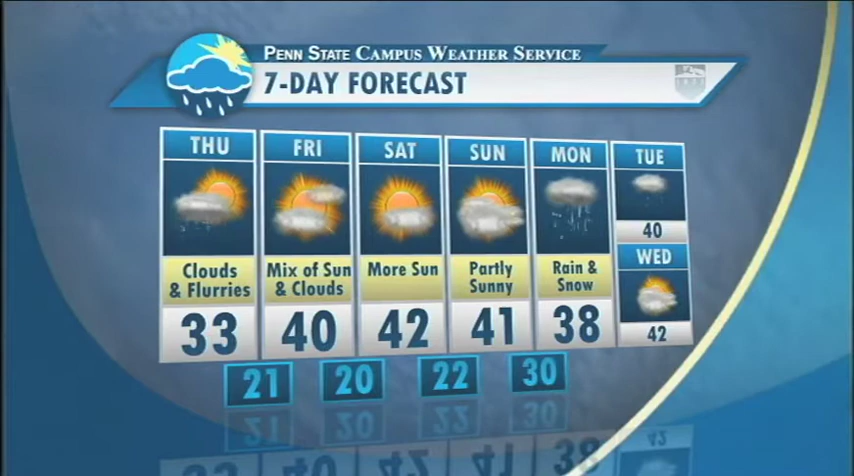 PENN STATE CAMPUS WEATHER SERVICE
7-DAY FORECAST
THU
FRI
SAT
SUN
MON
TUE
40
WED
42
Clouds
& Flurries
Mix of Sun
& Clouds
More Sun
Partly
Sunny
Rain &
Snow
33
40
42
41
38
21
20
22
30